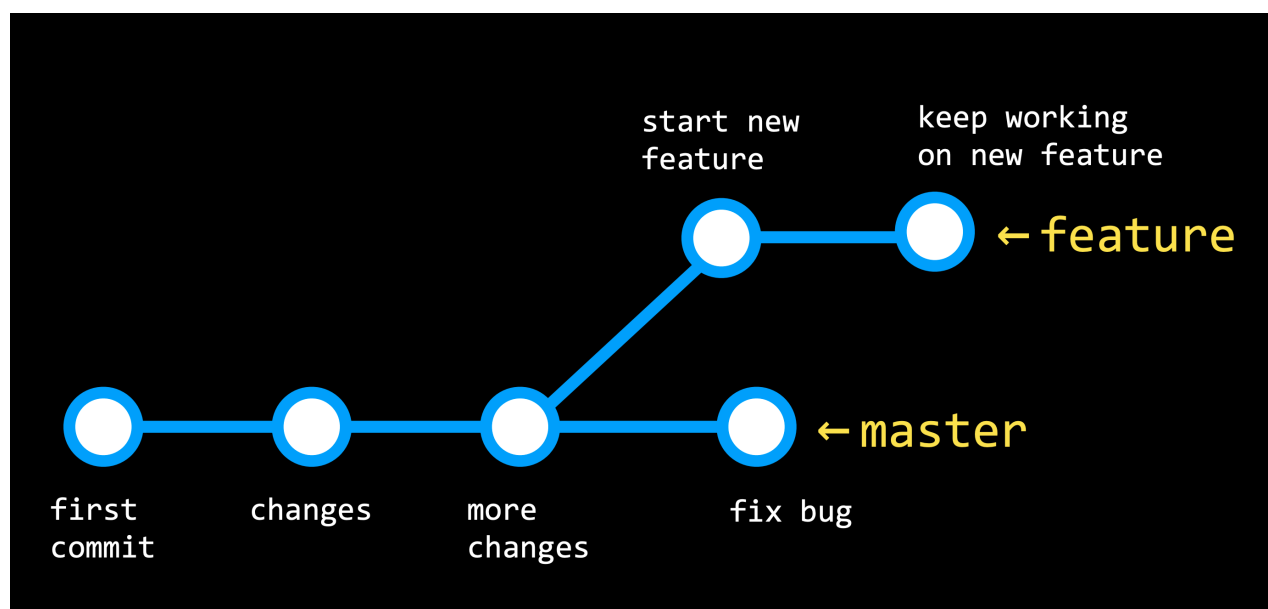 start new
feature
keep working
on new feature
←feature
←master
first
commit
changes
more
changes
fix bug